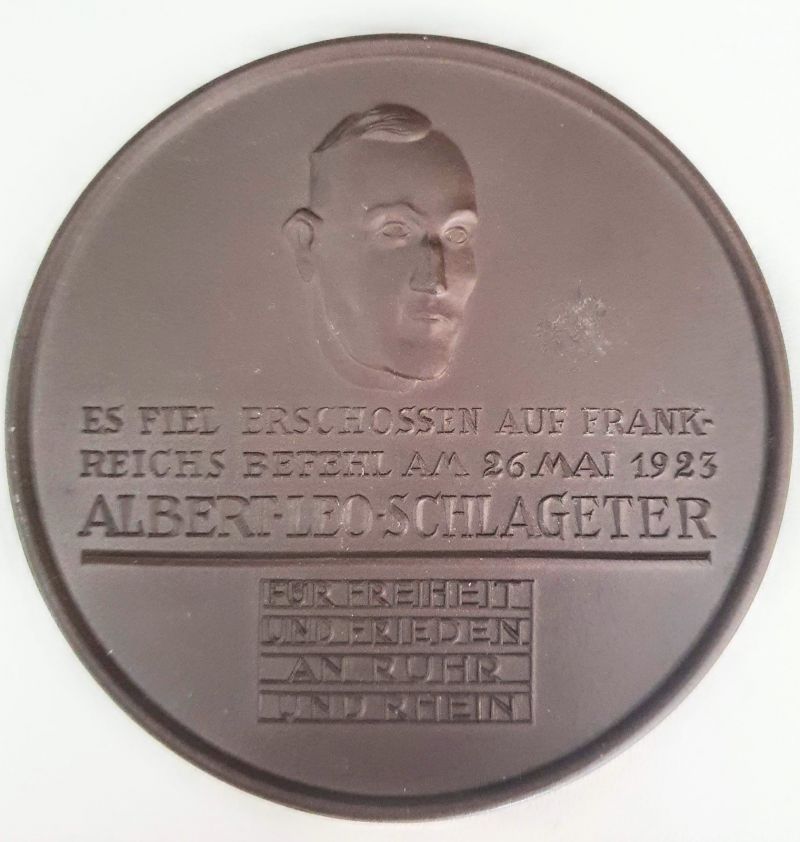 ES FIEL ERSCHOSSEN AUF FRANK-
REICHS BEFEHL AM 26 MAI 1923
ALBERT-LEO-SCHLAGETER
FÜR FREIHEIT
UND FRIEDEN
AN RUHR
UND RHEIN